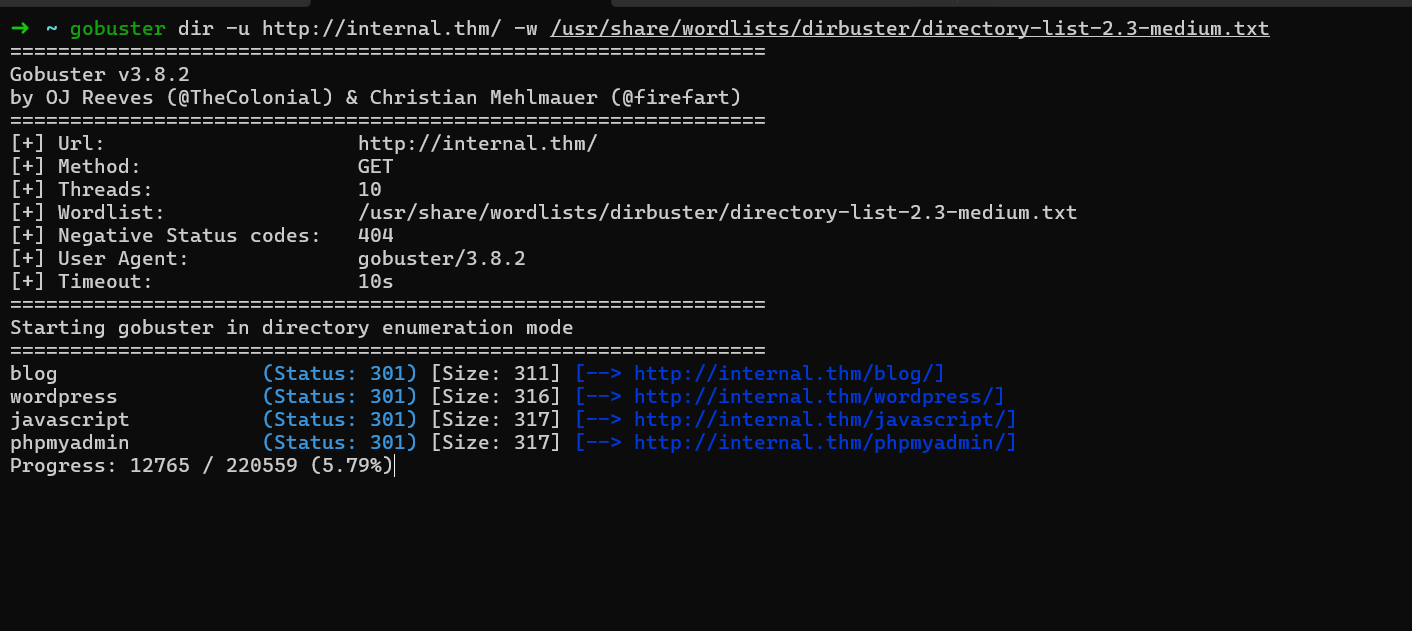 → ~ gobuster dir -u http://internal.thm/ -w /usr/share/wordlists/dirbuster/directory-list-2.3-medium.txt
===============================================================
Gobuster v3.8.2
by OJ Reeves (@TheColonial) & Christian Mehlmauer (@firefart)
===============================================================
[+] Url:                     http://internal.thm/
[+] Method:                  GET
[+] Threads:                 10
[+] Wordlist:                /usr/share/wordlists/dirbuster/directory-list-2.3-medium.txt
[+] Negative Status codes:   404
[+] User Agent:              gobuster/3.8.2
[+] Timeout:                 10s
===============================================================
Starting gobuster in directory enumeration mode
===============================================================
blog                 (Status: 301) [Size: 311] [--> http://internal.thm/blog/]
wordpress            (Status: 301) [Size: 316] [--> http://internal.thm/wordpress/]
javascript           (Status: 301) [Size: 317] [--> http://internal.thm/javascript/]
phpmyadmin           (Status: 301) [Size: 317] [--> http://internal.thm/phpmyadmin/]
Progress: 12765 / 220559 (5.79%)